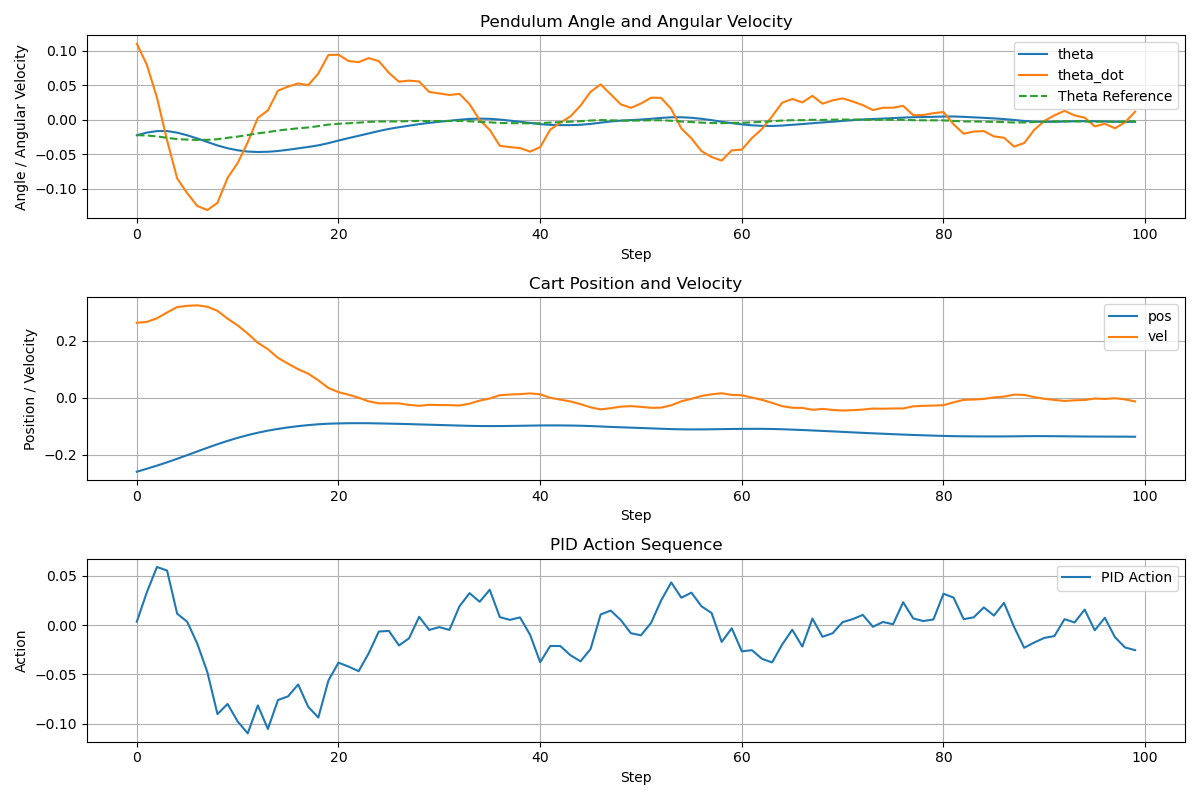 Pendulum Angle and Angular Velocity
Angle / Angular Velocity
0.10
0.05
0.00
−0.05
−0.10
theta
theta_dot
Theta Reference
0 20 40 60 80 100
Step
Cart Position and Velocity
Position / Velocity
0.2
0.0
−0.2
pos
vel
0 20 40 60 80 100
Step
PID Action Sequence
Action
0.05
0.00
−0.05
−0.10
PID Action
0 20 40 60 80 100
Step